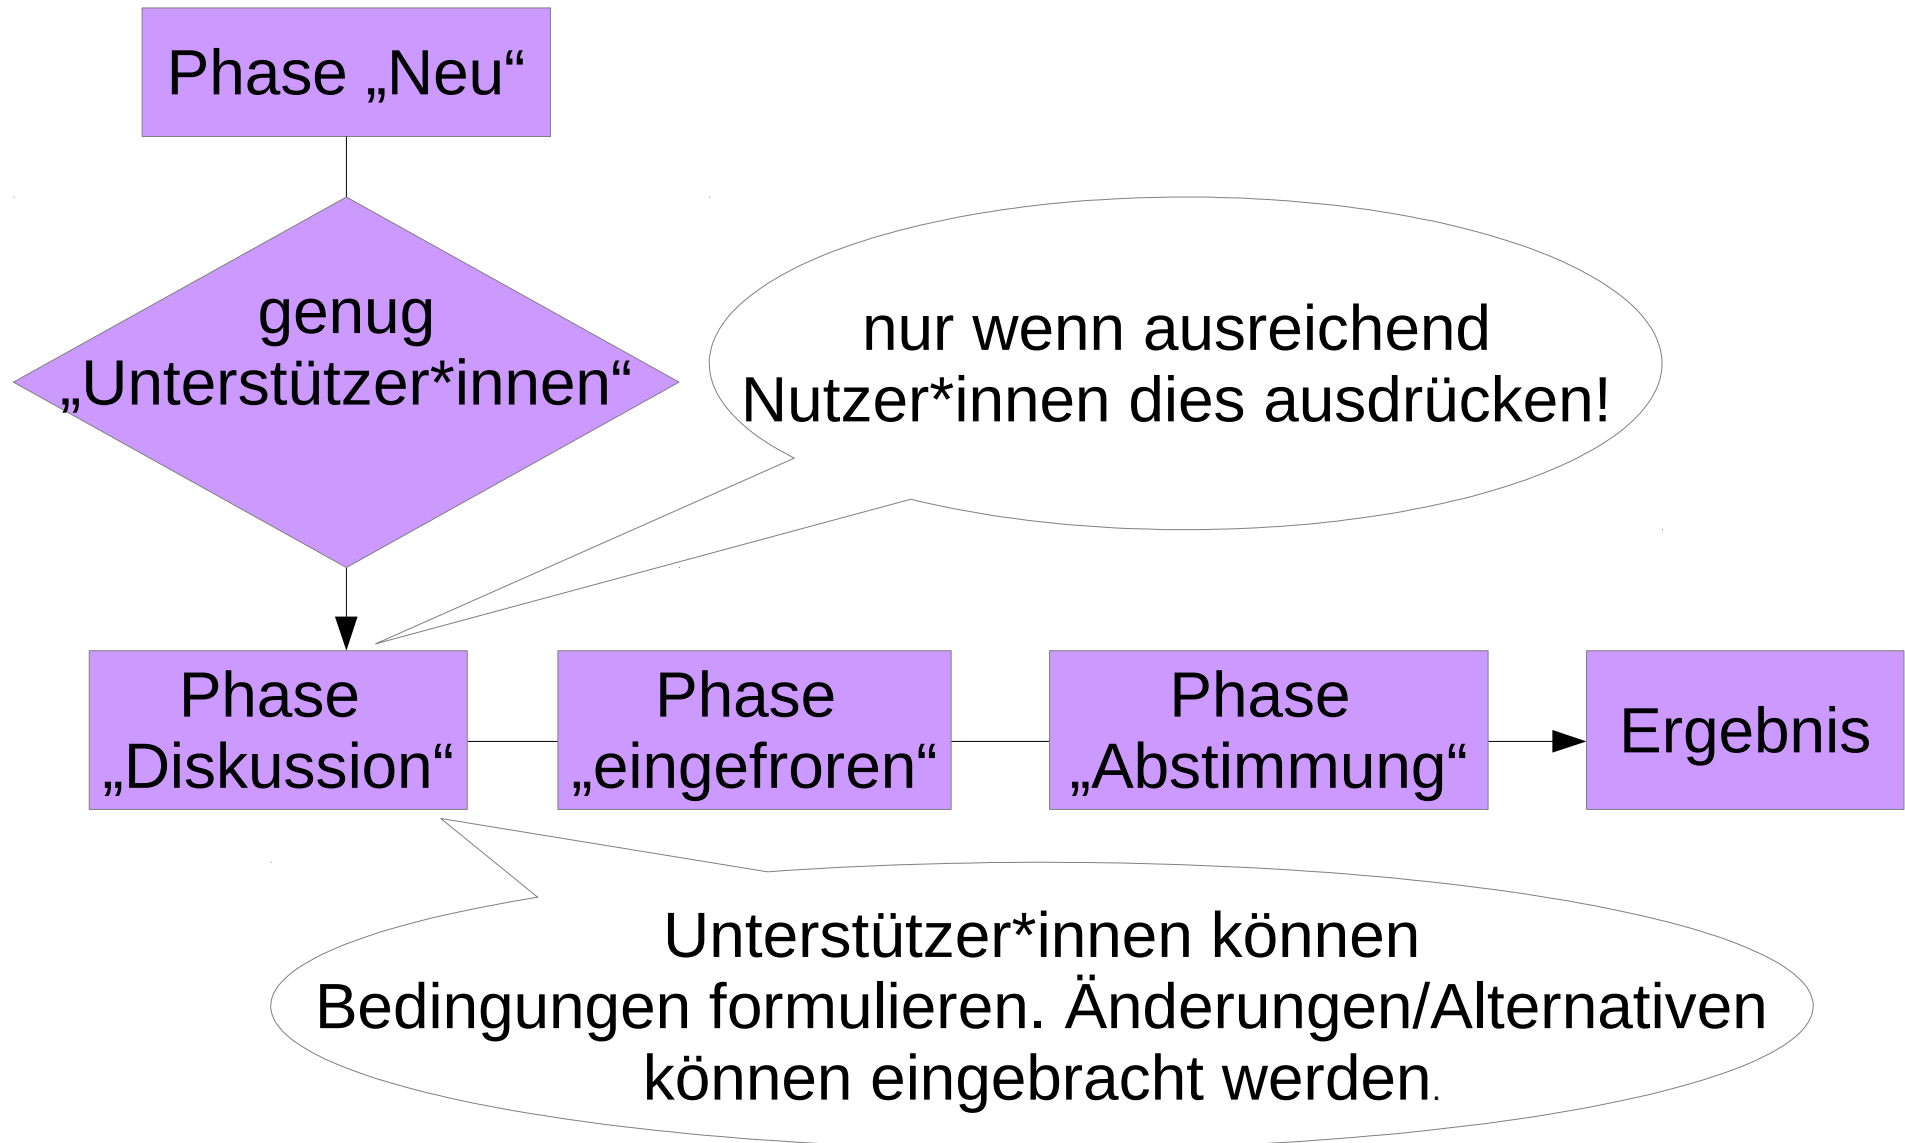 Phase „Neu“
genug
„Unterstützer*innen“
nur wenn ausreichend
Nutzer*innen dies ausdrücken!
Phase
„Diskussion“
Phase
„eingefroren“
Phase
„Abstimmung“
Ergebnis
Unterstützer*innen können
Bedingungen formulieren. Änderungen/Alternativen
können eingebracht werden.